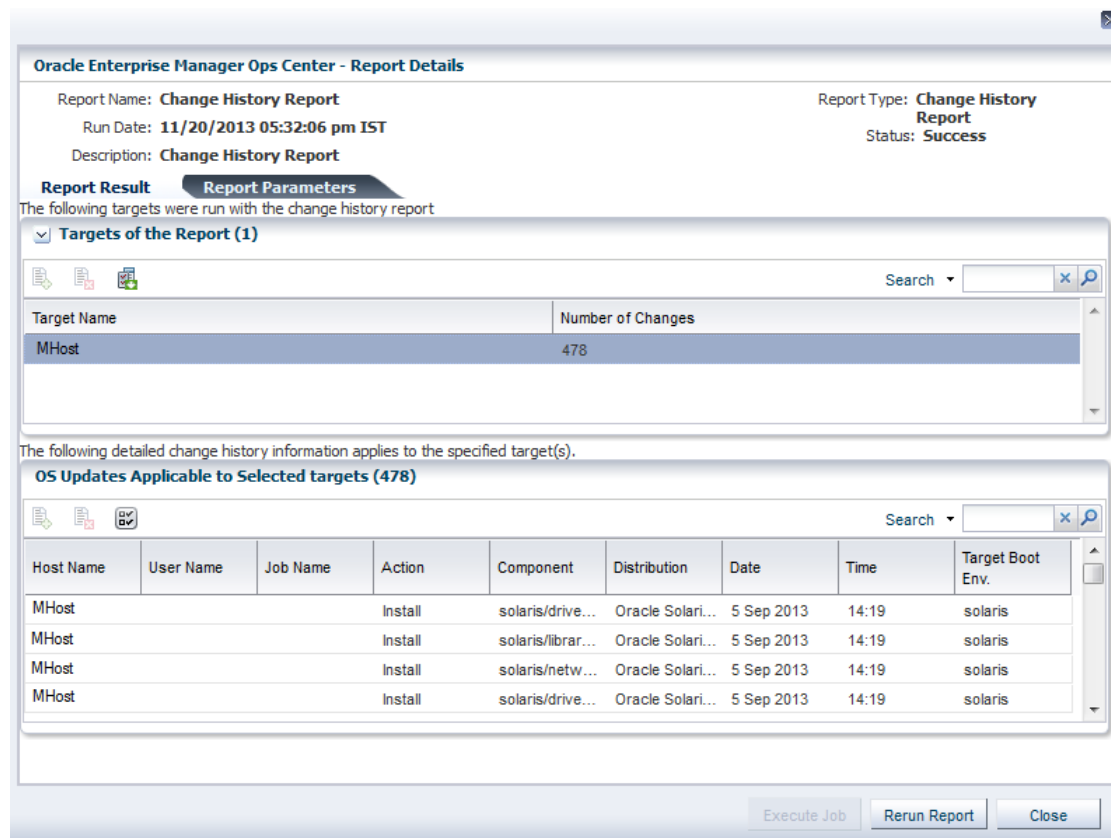 Oracle Enterprise Manager Ops Center - Report Details
Report Name: Change History Report
Report Type: Change History Report
Run Date: 11/20/2013 05:32:06 pm IST
Status: Success
Description: Change History Report
Report Result Report Parameters
The following targets were run with the change history report
Targets of the Report (1)
Search
Target Name Number of Changes
MHost 478
The following detailed change history information applies to the specified target(s).
OS Updates Applicable to Selected targets (478)
Search
Host Name User Name Job Name Action Component Distribution Date Time Target Boot Env.
MHost Install solaris/drive... Oracle Solari... 5 Sep 2013 14:19 solaris
MHost Install solaris/librar... Oracle Solari... 5 Sep 2013 14:19 solaris
MHost Install solaris/netw... Oracle Solari... 5 Sep 2013 14:19 solaris
MHost Install solaris/drive... Oracle Solari... 5 Sep 2013 14:19 solaris
Execute Job Rerun Report Close